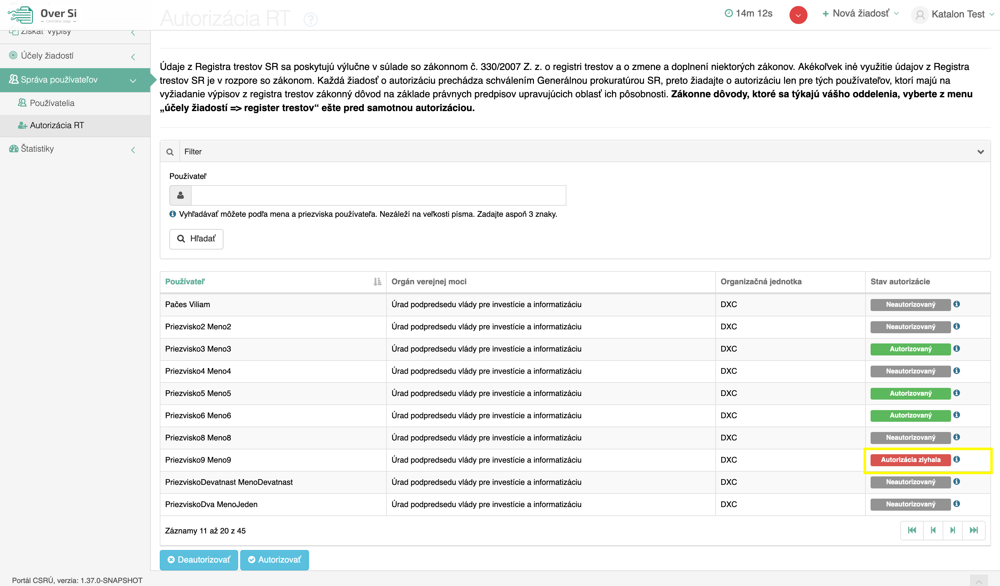 Over Si
Centrálne údaje
Autorizácia RT
14m 12s
Nová žiadosť
Katalon Test
Získať výpisy
Účely žiadostí
Správa používateľov
Používatelia
Autorizácia RT
Štatistiky
Údaje z Registra trestov SR sa poskytujú výlučne v súlade so zákonnom č. 330/2007 Z. z. o registri trestov a o zmene a doplnení niektorých zákonov. Akékoľvek iné využitie údajov z Registra
trestov SR je v rozpore so zákonom. Každá žiadosť o autorizáciu prechádza schválením Generálnou prokuratúrou SR, preto žiadajte o autorizáciu len pre tých používateľov, ktorí majú na
vyžiadanie výpisov z registra trestov zákonný dôvod na základe právnych predpisov upravujúcich oblasť ich pôsobnosti. Zákonne dôvody, ktoré sa týkajú vášho oddelenia, vyberte z menu
„účely žiadostí => register trestov“ ešte pred samotnou autorizáciou.
Filter
Používateľ
Vyhľadávať môžete podľa mena a priezviska používateľa. Nezáleží na veľkosti písma. Zadajte aspoň 3 znaky.
Hľadať
Používateľ Orgán verejnej moci Organizačná jednotka Stav autorizácie
Pačes Viliam Úrad podpredsedu vlády pre investície a informatizáciu DXC Neautorizovaný
Priezvisko2 Meno2 Úrad podpredsedu vlády pre investície a informatizáciu DXC Neautorizovaný
Priezvisko3 Meno3 Úrad podpredsedu vlády pre investície a informatizáciu DXC Autorizovaný
Priezvisko4 Meno4 Úrad podpredsedu vlády pre investície a informatizáciu DXC Neautorizovaný
Priezvisko5 Meno5 Úrad podpredsedu vlády pre investície a informatizáciu DXC Autorizovaný
Priezvisko6 Meno6 Úrad podpredsedu vlády pre investície a informatizáciu DXC Autorizovaný
Priezvisko8 Meno8 Úrad podpredsedu vlády pre investície a informatizáciu DXC Neautorizovaný
Priezvisko9 Meno9 Úrad podpredsedu vlády pre investície a informatizáciu DXC Autorizácia zlyhala
PriezviskoDevatnast MenoDevatnast Úrad podpredsedu vlády pre investície a informatizáciu DXC Neautorizovaný
PriezviskoDva MenoJeden Úrad podpredsedu vlády pre investície a informatizáciu DXC Neautorizovaný
Záznamy 11 až 20 z 45
Deautorizovať Autorizovať
Portál CSRÚ, verzia: 1.37.0-SNAPSHOT